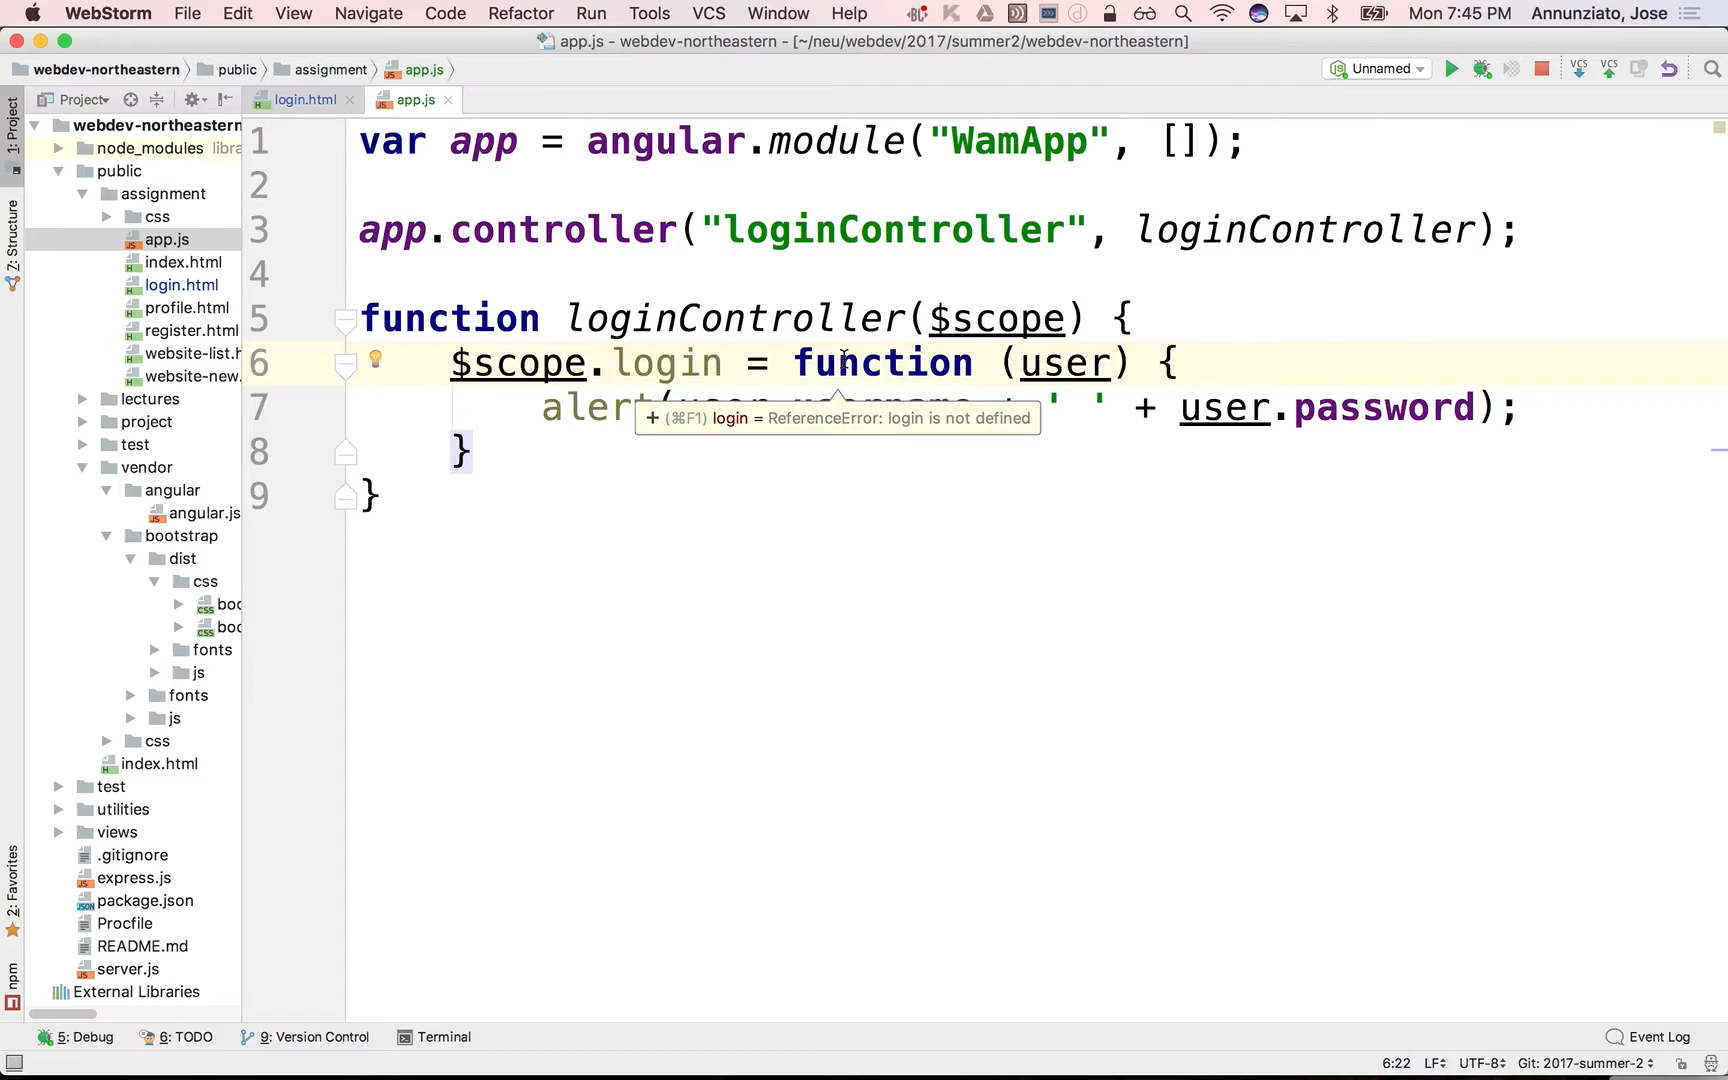 WebStorm File Edit View Navigate Code Refactor Run Tools VCS Window Help Mon 7:45 PM Annunziato, Jose
app.js - webdev-northeastern - [~/neu/webdev/2017/summer2/webdev-northeastern]
webdev-northeastern public assignment app.js Unnamed VCS VCS
1: Project
Project
login.html app.js
webdev-northeastern
node_modules libra
public
assignment
css
app.js
index.html
login.html
profile.html
register.html
website-list.h
website-new.
lectures
project
test
vendor
angular
angular.js
bootstrap
dist
css
boo
boo
fonts
js
fonts
js
css
index.html
test
utilities
views
.gitignore
express.js
package.json
Procfile
README.md
server.js
External Libraries
7: Structure
2: Favorites
npm
1 var app = angular.module("WamApp", []);
2
3 app.controller("loginController", loginController);
4
5 function loginController($scope) {
6 $scope.login = function (user) {
7 alert( ' ' + user.password);
+ (⌘F1) login = ReferenceError: login is not defined
8 }
9 }
5: Debug 6: TODO 9: Version Control Terminal Event Log
6:22 LF UTF-8 Git: 2017-summer-2